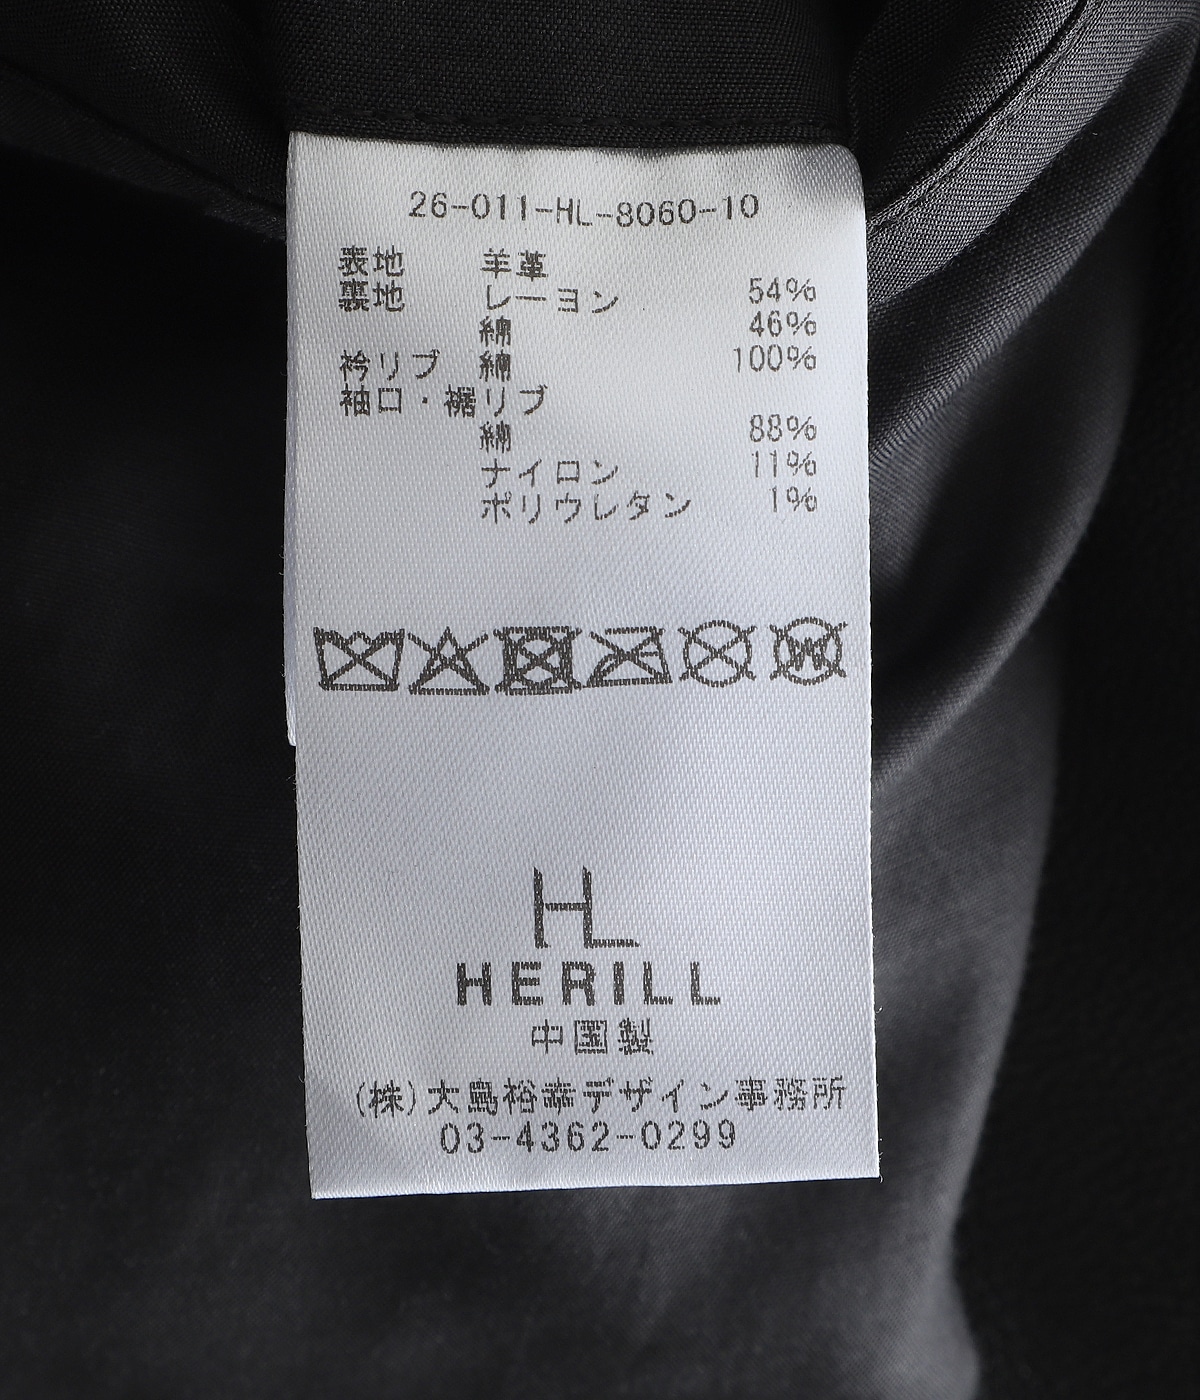 26-011-HL-8060-10
表地 羊革
裏地 レーヨン 54%
綿 46%
衿リブ 綿 100%
袖口・裾リブ
綿 88%
ナイロン 11%
ポリウレタン 1%
W
HL
HERILL
中国製
(株)大島裕幸デザイン事務所
03-4362-0299